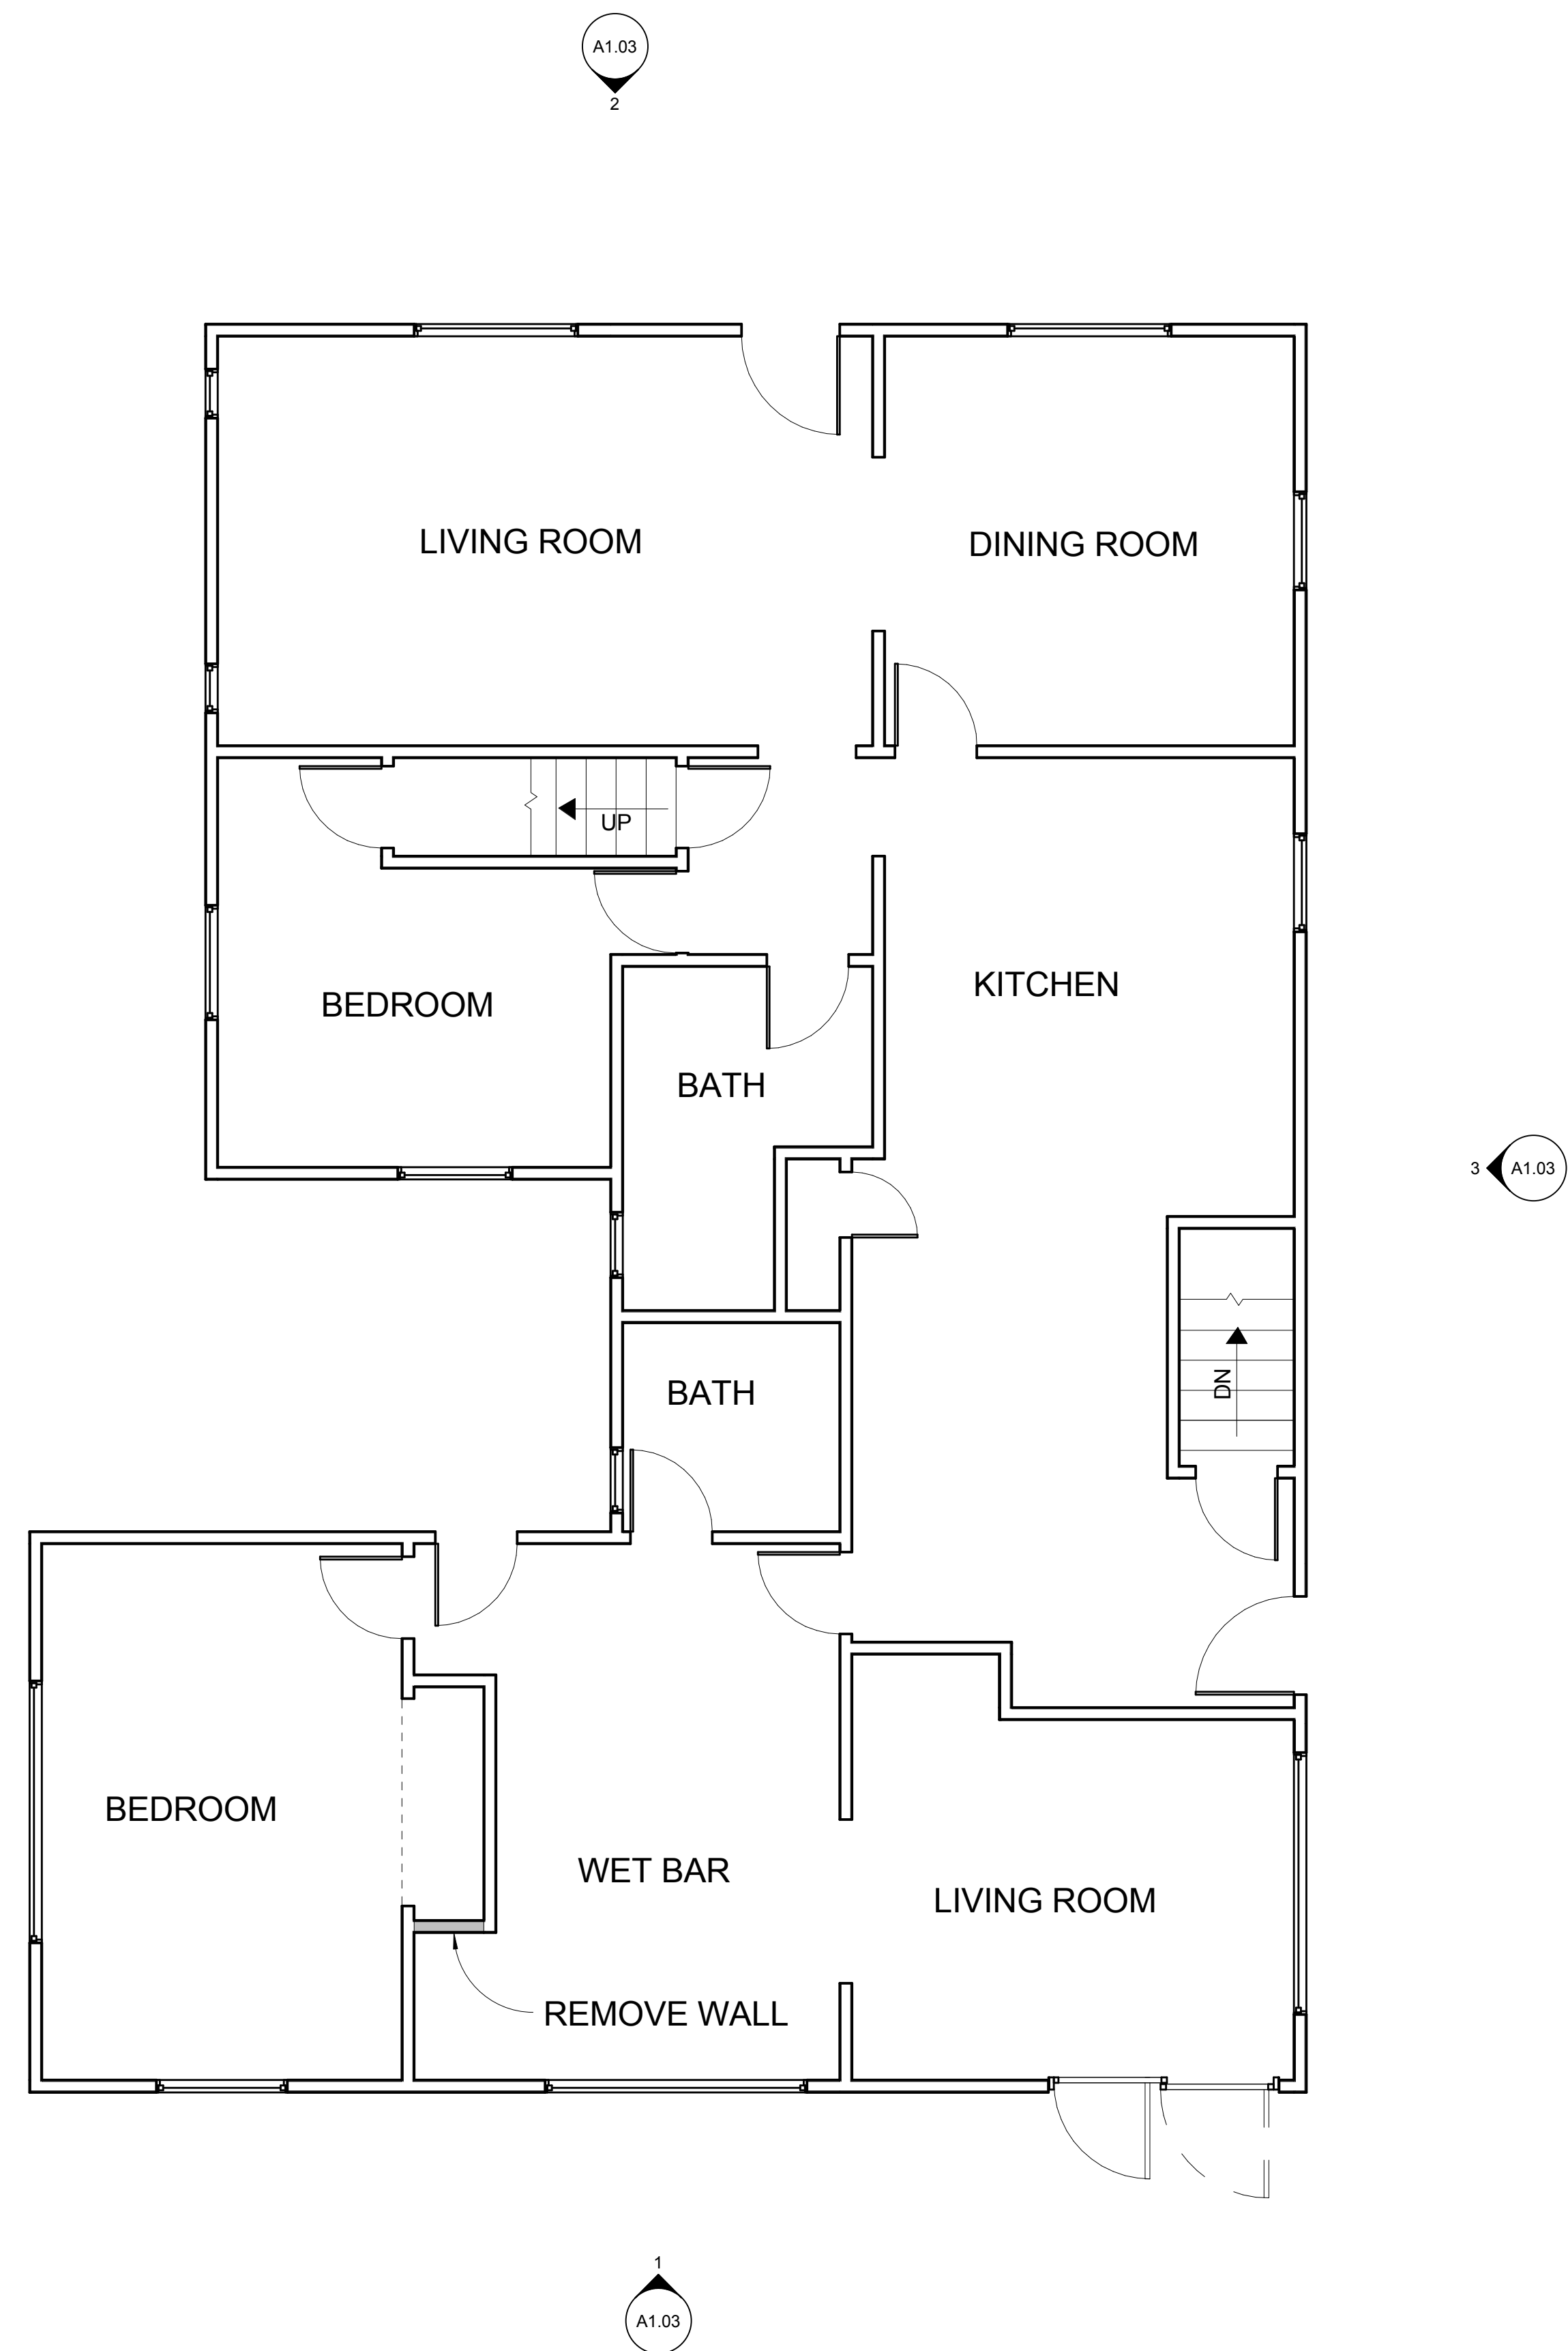 A1.03
2
LIVING ROOM
DINING ROOM
UP
KITCHEN
BEDROOM
BATH
3
A1.03
BATH
DN
BEDROOM
WET BAR
LIVING ROOM
REMOVE WALL
1
A1.03